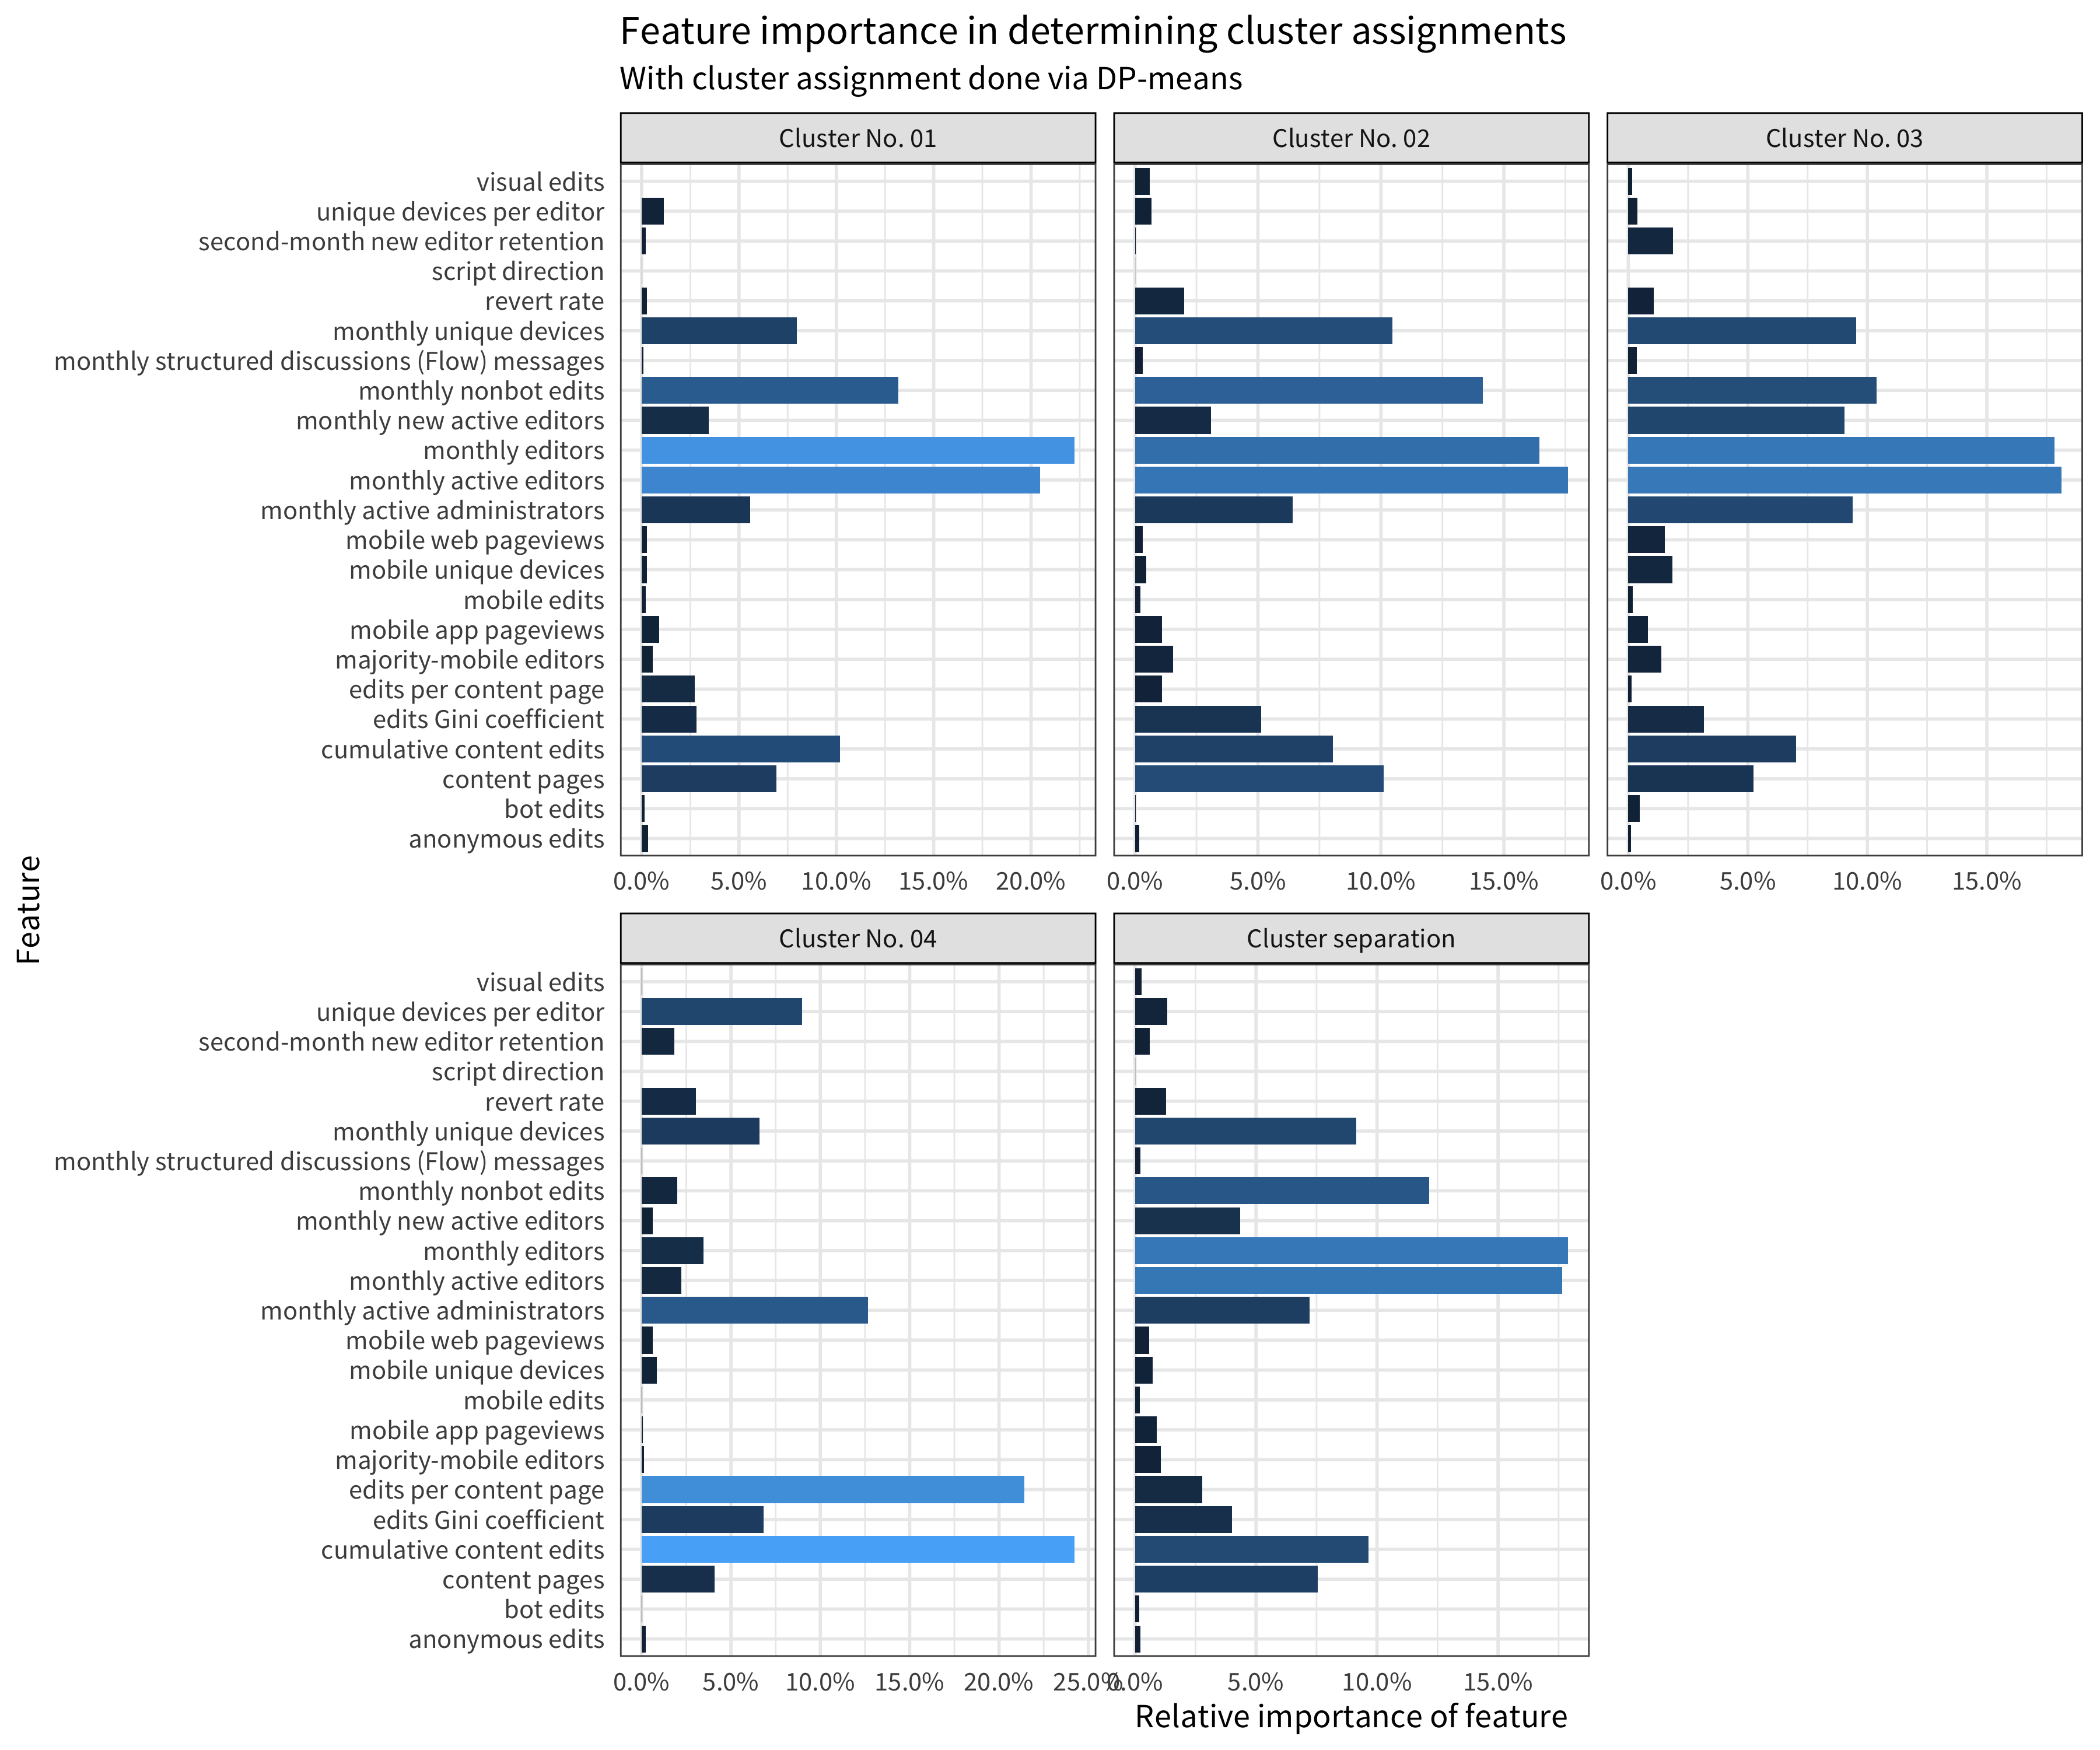 Feature importance in determining cluster assignments
With cluster assignment done via DP-means
Cluster No. 01
Cluster No. 02
Cluster No. 03
visual edits
unique devices per editor
second-month new editor retention
script direction
revert rate
monthly unique devices
monthly structured discussions (Flow) messages
monthly nonbot edits
monthly new active editors
monthly editors
monthly active editors
monthly active administrators
mobile web pageviews
mobile unique devices
mobile edits
mobile app pageviews
majority-mobile editors
edits per content page
edits Gini coefficient
cumulative content edits
content pages
bot edits
anonymous edits
0.0% 5.0% 10.0% 15.0% 20.0%
0.0% 5.0% 10.0% 15.0%
0.0% 5.0% 10.0% 15.0%
Feature
Cluster No. 04
Cluster separation
visual edits
unique devices per editor
second-month new editor retention
script direction
revert rate
monthly unique devices
monthly structured discussions (Flow) messages
monthly nonbot edits
monthly new active editors
monthly editors
monthly active editors
monthly active administrators
mobile web pageviews
mobile unique devices
mobile edits
mobile app pageviews
majority-mobile editors
edits per content page
edits Gini coefficient
cumulative content edits
content pages
bot edits
anonymous edits
0.0% 5.0% 10.0% 15.0% 20.0% 25.0%
0.0% 5.0% 10.0% 15.0%
Relative importance of feature